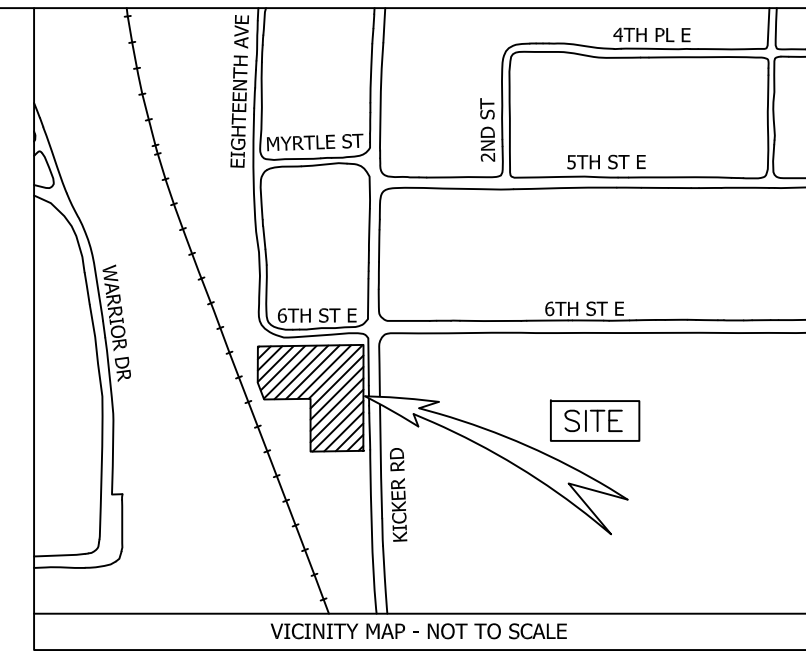 EIGHTEENTH AVE
4TH PL E
2ND ST
MYRTLE ST
5TH ST E
WARRIOR DR
6TH ST E
6TH ST E
SITE
KICKER RD
VICINITY MAP - NOT TO SCALE